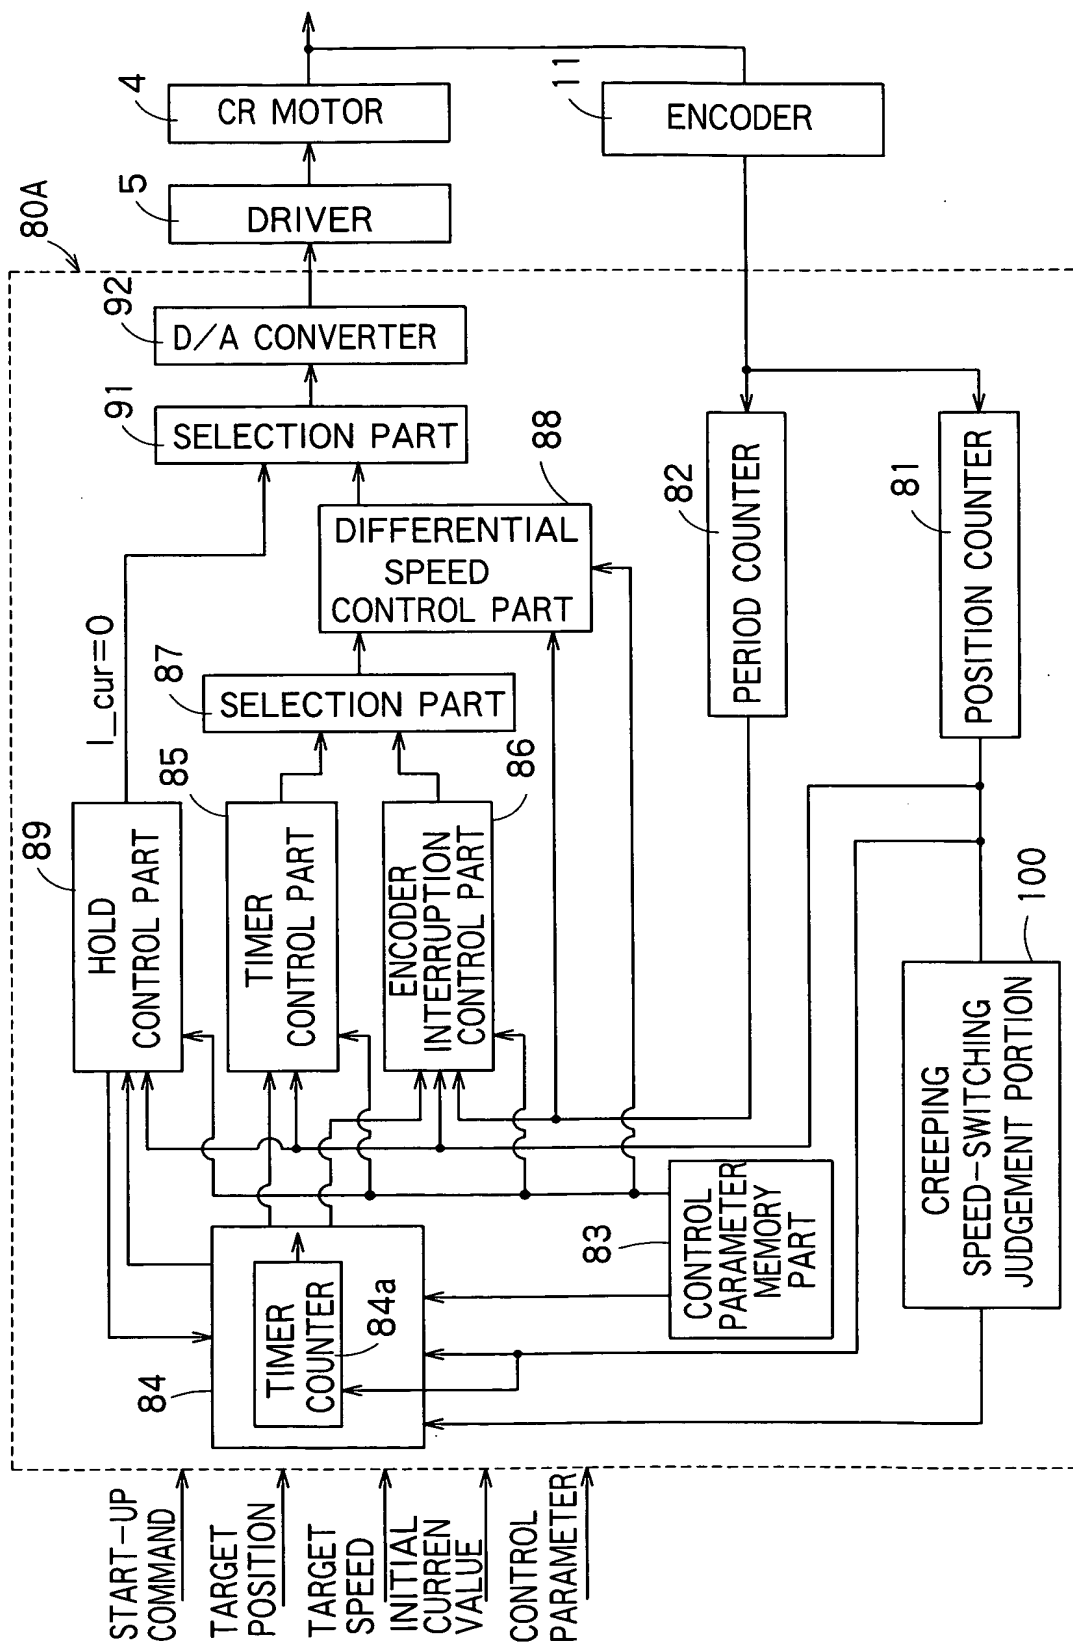 START-UP
COMMAND
TARGET
POSITION
TARGET
SPEED
INITIAL
CURREN
VALUE
CONTROL
PARAMETER
80A
84
TIMER
COUNTER
84a
83
CONTROL
PARAMETER
MEMORY
PART
89
HOLD
CONTROL PART
I_cur=0
85
TIMER
CONTROL PART
86
ENCODER
INTERRUPTION
CONTROL PART
87
SELECTION PART
88
DIFFERENTIAL
SPEED
CONTROL PART
91
SELECTION PART
92
D/A CONVERTER
5
DRIVER
4
CR MOTOR
11
ENCODER
82
PERIOD COUNTER
81
POSITION COUNTER
100
CREEPING
SPEED-SWITCHING
JUDGEMENT PORTION